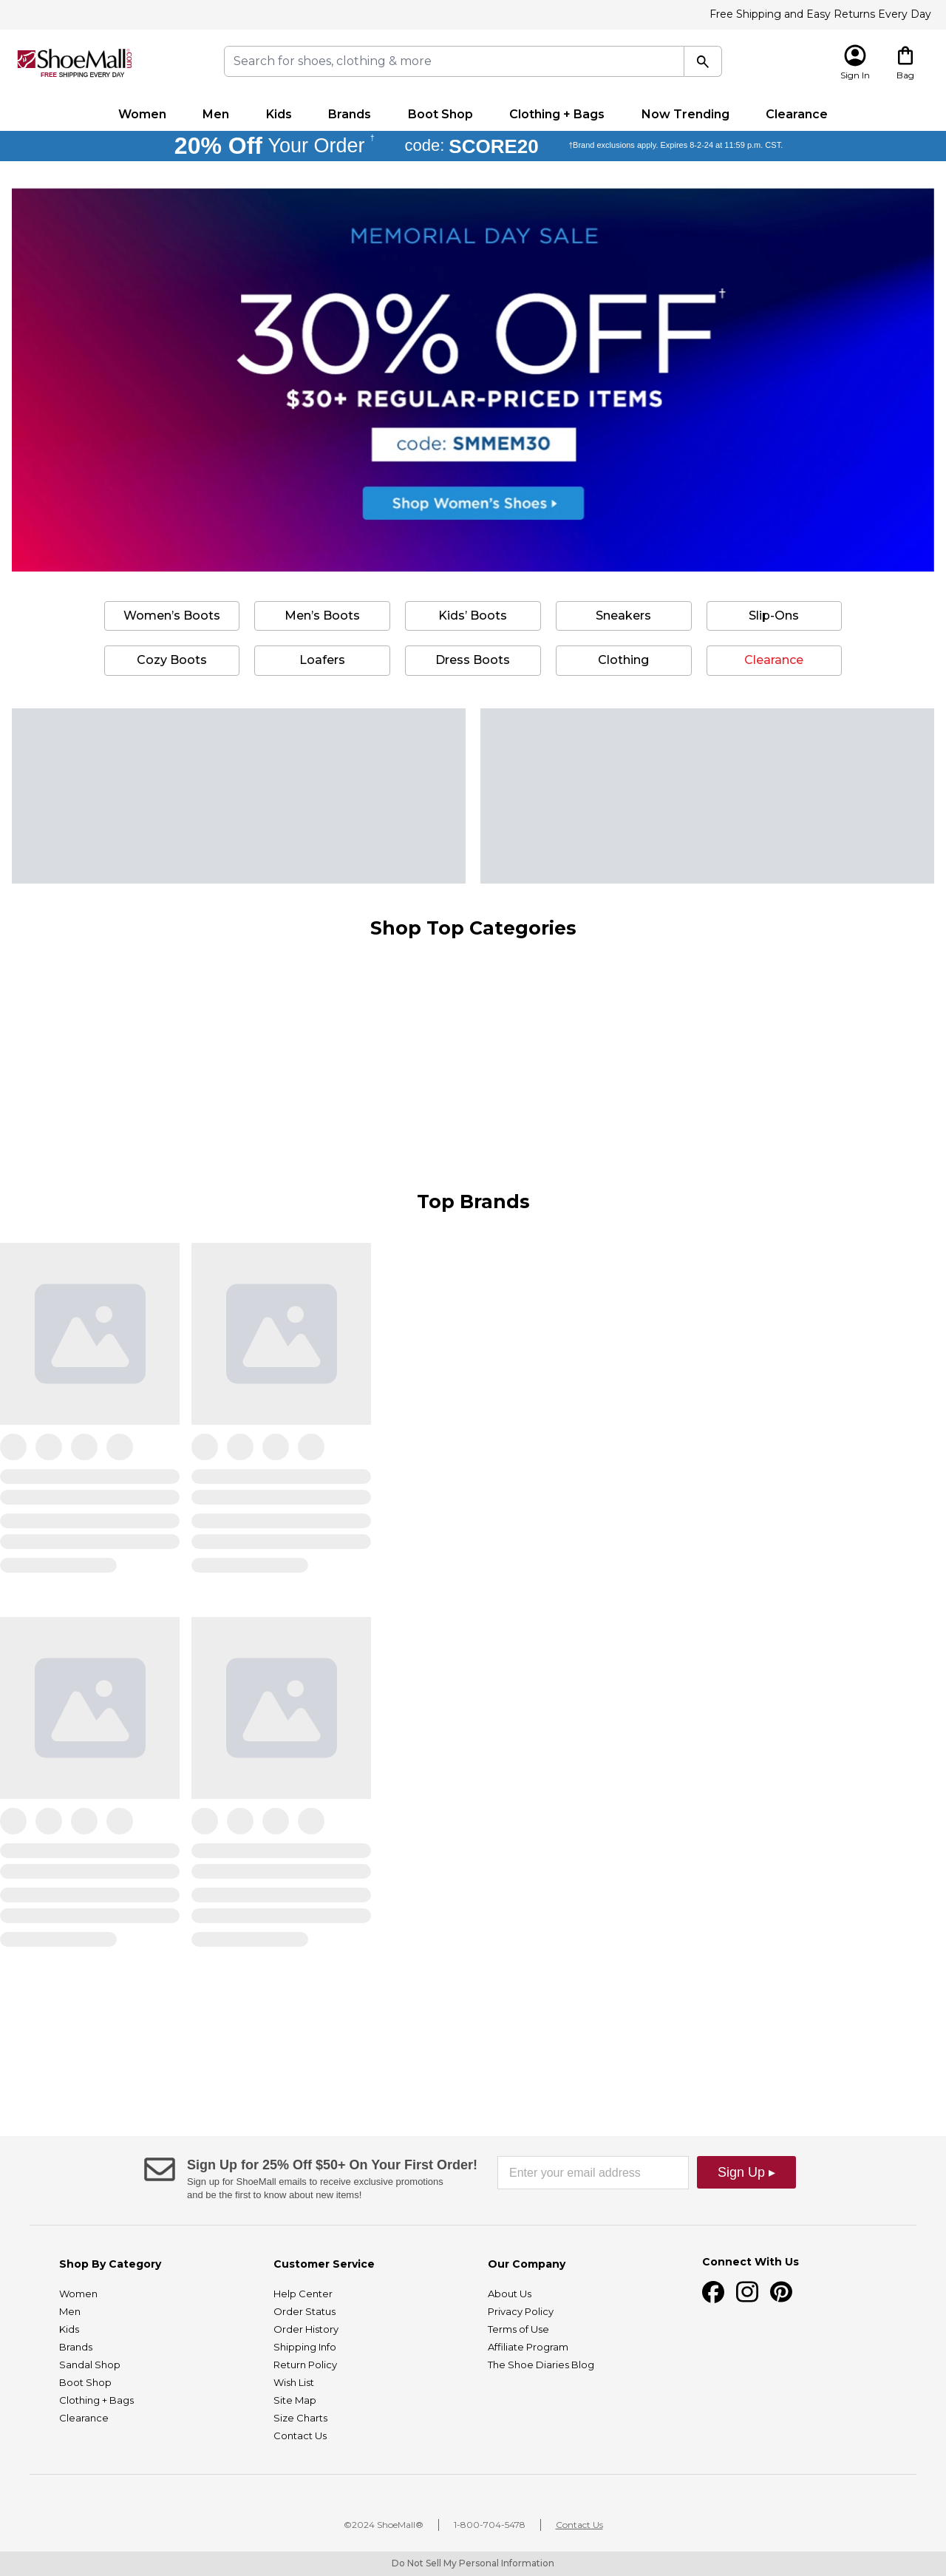 Free Shipping and Easy Returns Every Day
ShoeMall.com
FREE SHIPPING EVERY DAY
Search for shoes, clothing & more
Sign In
Bag
Women
Men
Kids
Brands
Boot Shop
Clothing + Bags
Now Trending
Clearance
20% Off Your Order † code: SCORE20 †Brand exclusions apply. Expires 8-2-24 at 11:59 p.m. CST.
MEMORIAL DAY SALE
30% OFF†
$30+ REGULAR-PRICED ITEMS
code: SMMEM30
Shop Women's Shoes ▸
Women’s Boots
Men’s Boots
Kids’ Boots
Sneakers
Slip-Ons
Cozy Boots
Loafers
Dress Boots
Clothing
Clearance
Shop Top Categories
Top Brands
Sign Up for 25% Off $50+ On Your First Order!
Sign up for ShoeMall emails to receive exclusive promotions
and be the first to know about new items!
Enter your email address
Sign Up ▸
Shop By Category
Women
Men
Kids
Brands
Sandal Shop
Boot Shop
Clothing + Bags
Clearance
Customer Service
Help Center
Order Status
Order History
Shipping Info
Return Policy
Wish List
Site Map
Size Charts
Contact Us
Our Company
About Us
Privacy Policy
Terms of Use
Affiliate Program
The Shoe Diaries Blog
Connect With Us
©2024 ShoeMall®
1-800-704-5478
Contact Us
Do Not Sell My Personal Information